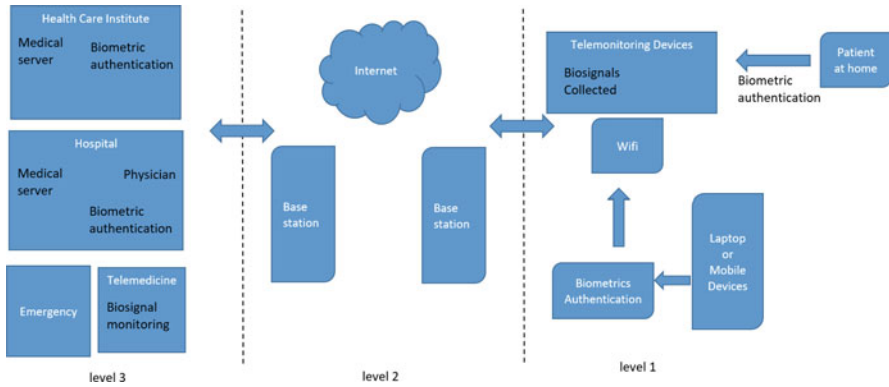 Health Care Institute
Medical
server
Biometric
authentication
Hospital
Medical
server
Physician
Biometric
authentication
Emergency
Telemedicine
Biosignal
monitoring
level 3
Internet
Base
station
Base
station
level 2
Telemonitoring Devices
Biosignals
Collected
Biometric
authentication
Patient
at home
Wifi
Biometrics
Authentication
Laptop
or
Mobile
Devices
level 1